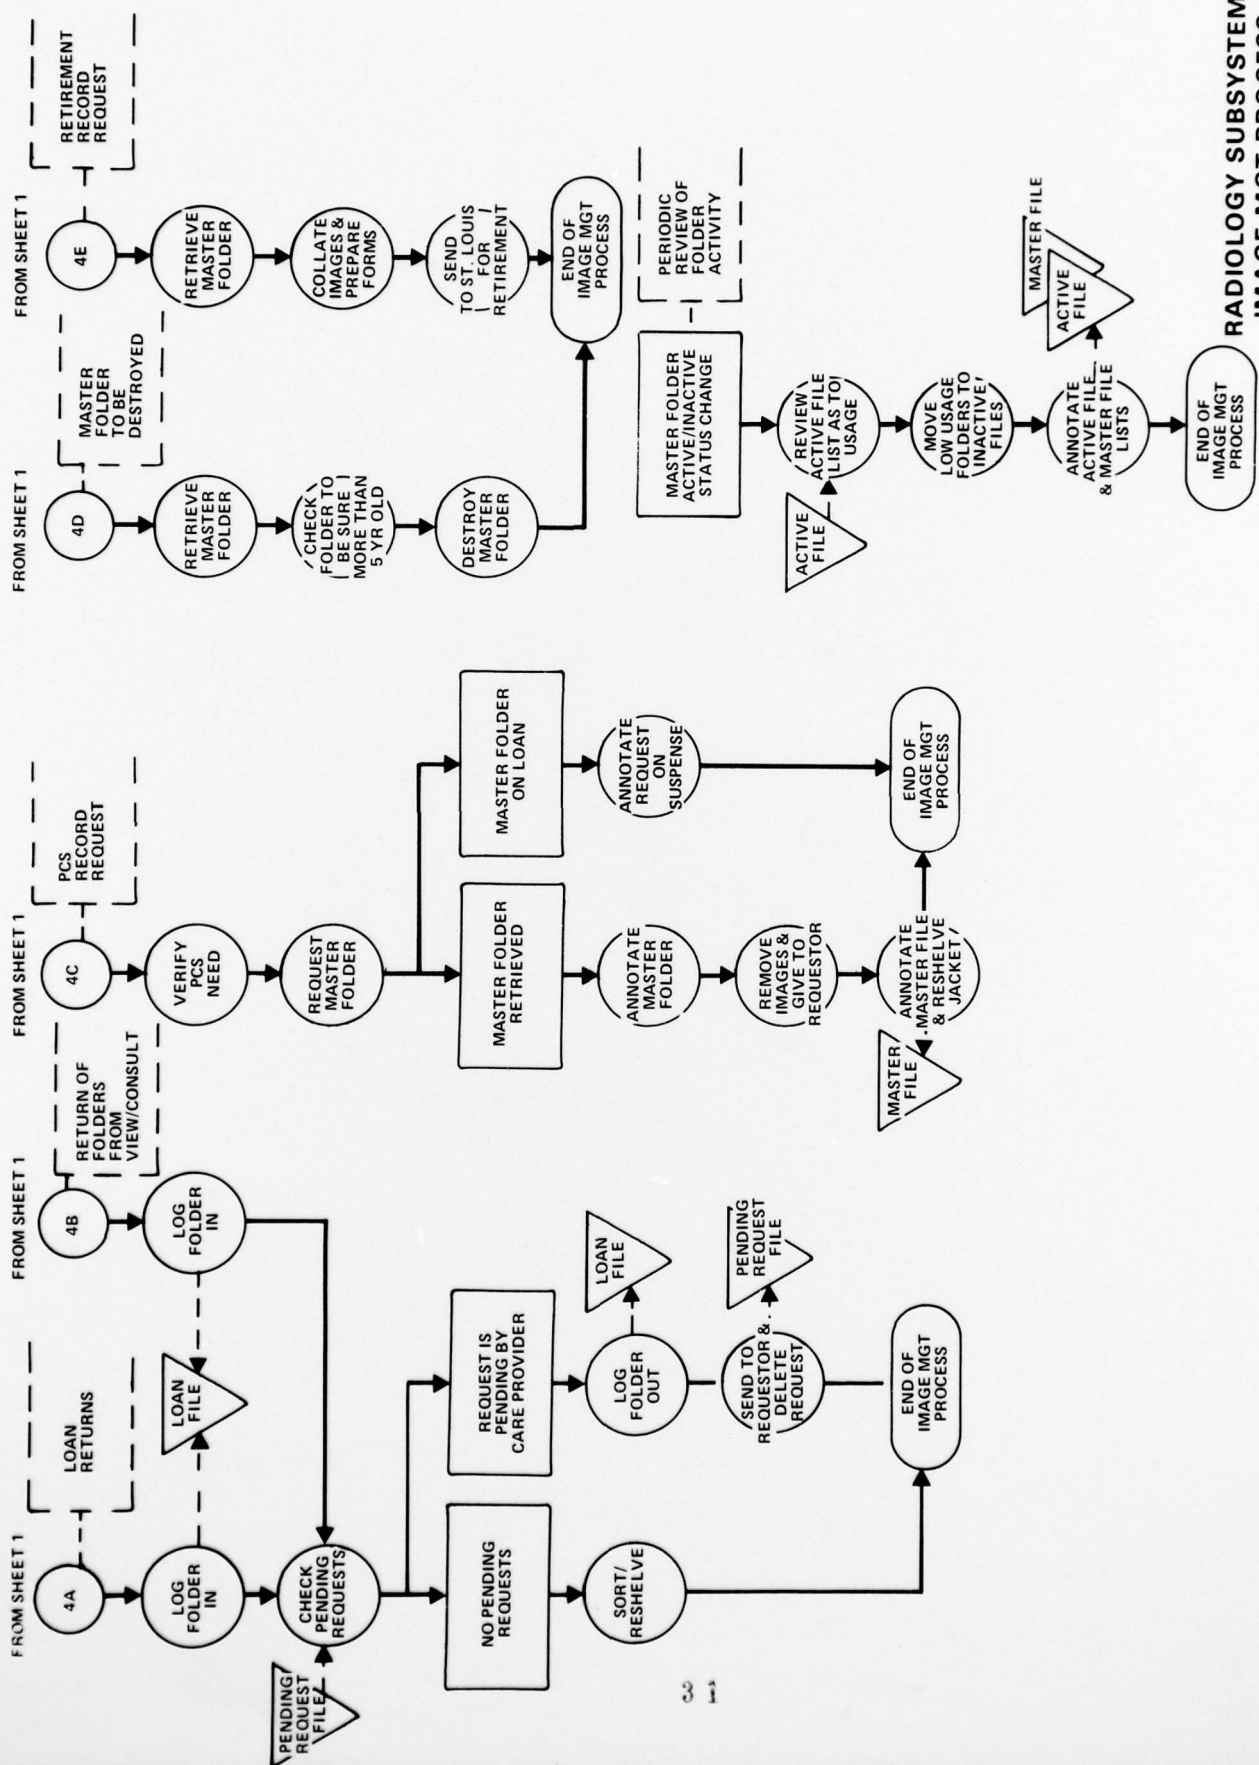 FROM SHEET 1
4A
LOAN
RETURNS
LOG
FOLDER
IN
LOAN
FILE
PENDING
REQUEST
FILE
CHECK
PENDING
REQUESTS
NO PENDING
REQUESTS
SORT/
RESHELVE
FROM SHEET 1
4B
RETURN OF
FOLDERS
FROM
VIEW/CONSULT
LOG
FOLDER
IN
REQUEST IS
PENDING BY
CARE PROVIDER
LOG
FOLDER
OUT
LOAN
FILE
SEND TO
REQUESTOR &
DELETE
REQUEST
PENDING
REQUEST
FILE
END OF
IMAGE MGT
PROCESS
FROM SHEET 1
4C
PCS
RECORD
REQUEST
VERIFY
PCS
NEED
REQUEST
MASTER
FOLDER
MASTER FOLDER
RETRIEVED
ANNOTATE
MASTER
FOLDER
REMOVE
IMAGES &
GIVE TO
REQUESTOR
ANNOTATE
MASTER FILE
& RESHELVE
JACKET
MASTER
FILE
MASTER FOLDER
ON LOAN
ANNOTATE
REQUEST
ON
SUSPENSE
END OF
IMAGE MGT
PROCESS
FROM SHEET 1
4D
MASTER
FOLDER
TO BE
DESTROYED
RETRIEVE
MASTER
FOLDER
CHECK
FOLDER TO
BE SURE
MORE THAN
5 YR OLD
DESTROY
MASTER
FOLDER
FROM SHEET 1
4E
RETIREMENT
RECORD
REQUEST
RETRIEVE
MASTER
FOLDER
COLLATE
IMAGES &
PREPARE
FORMS
SEND
TO ST. LOUIS
FOR
RETIREMENT
END OF
IMAGE MGT
PROCESS
MASTER FOLDER
ACTIVE/INACTIVE
STATUS CHANGE
PERIODIC
REVIEW OF
FOLDER
ACTIVITY
ACTIVE
FILE
REVIEW
ACTIVE FILE
LIST AS TO
USAGE
MOVE
LOW USAGE
FOLDERS TO
INACTIVE
FILES
ANNOTATE
ACTIVE FILE
& MASTER FILE
LISTS
MASTER FILE
ACTIVE
FILE
END OF
IMAGE MGT
PROCESS
RADIOLOGY SUBSYSTEM
IMAGE MGT PROCESS
31